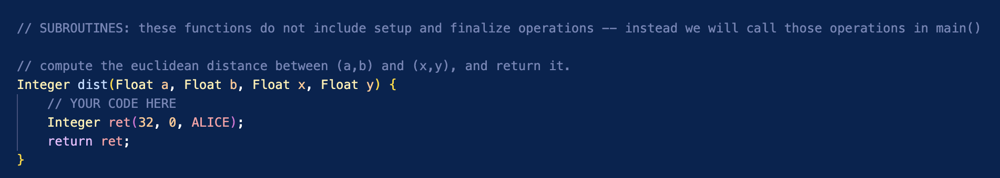 // SUBROUTINES: these functions do not include setup and finalize operations -- instead we will call those operations in main()
// compute the euclidean distance between (a,b) and (x,y), and return it.
Integer dist(Float a, Float b, Float x, Float y) {
    // YOUR CODE HERE
    Integer ret(32, 0, ALICE);
    return ret;
}